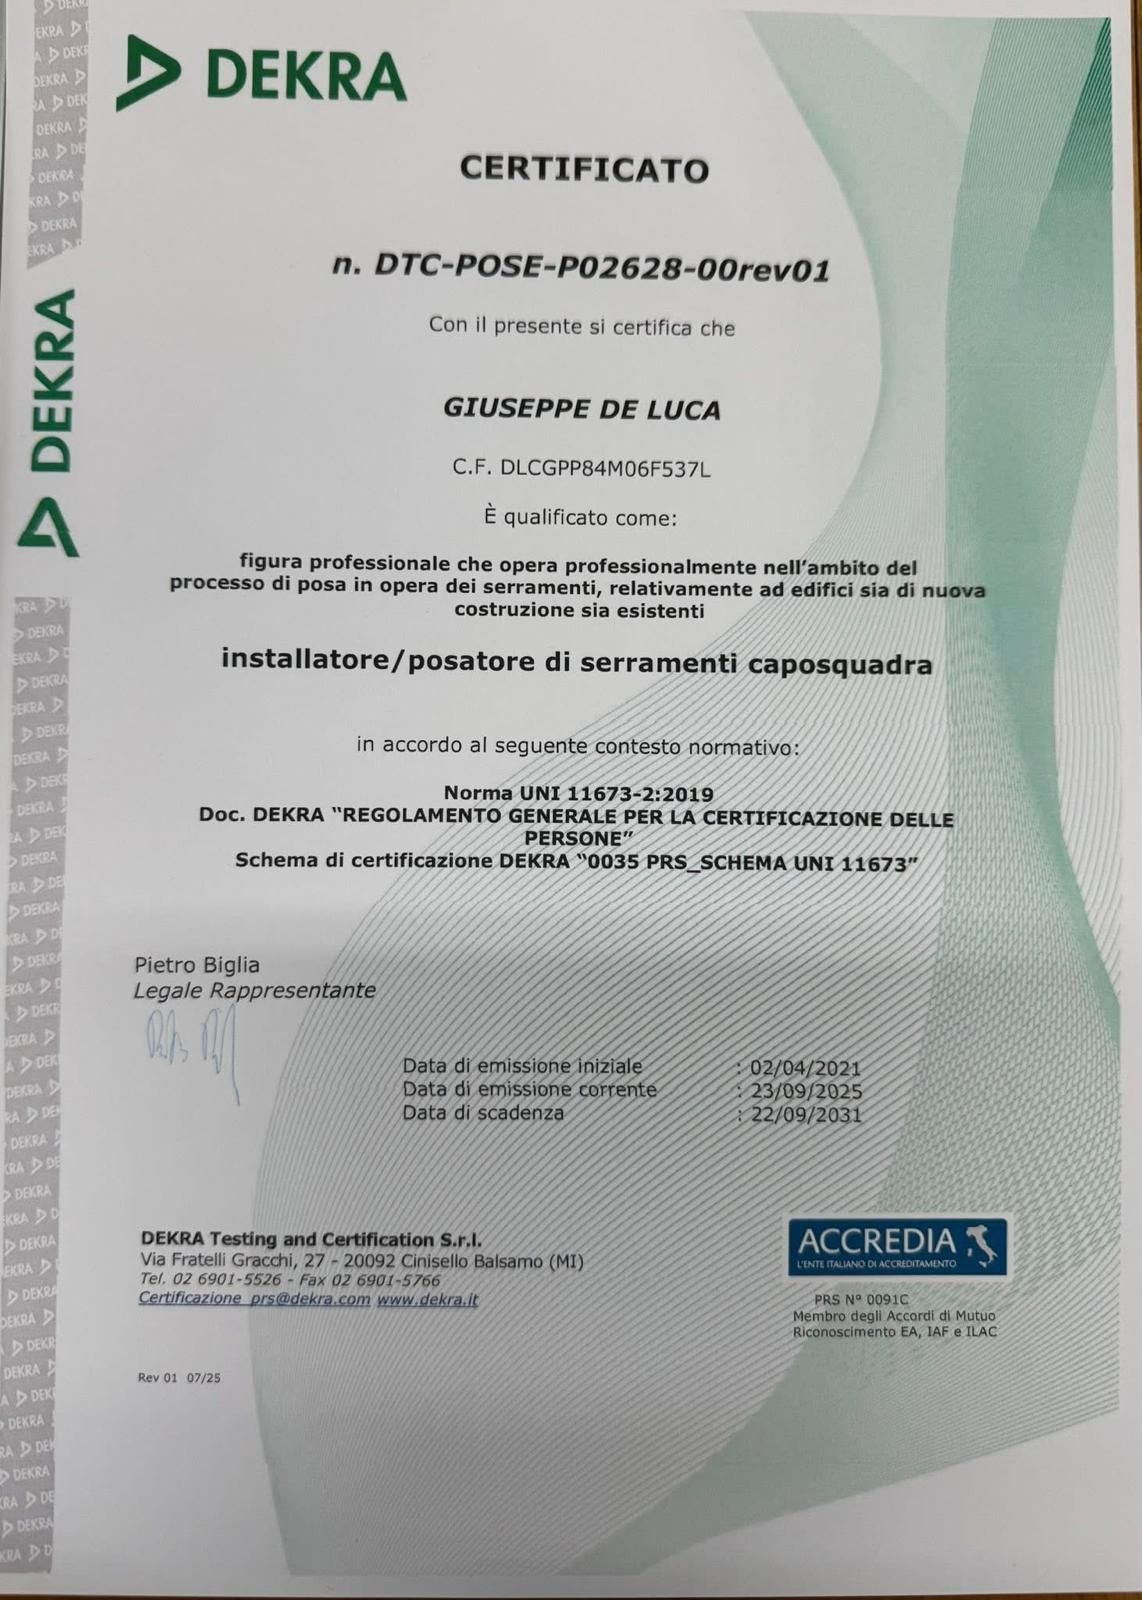 DEKRA
CERTIFICATO
n. DTC-POSE-P02628-00rev01
Con il presente si certifica che
GIUSEPPE DE LUCA
C.F. DLCGPP84M06F537L
È qualificato come:
figura professionale che opera professionalmente nell'ambito del
processo di posa in opera dei serramenti, relativamente ad edifici sia di nuova
costruzione sia esistenti
installatore/posatore di serramenti caposquadra
in accordo al seguente contesto normativo:
Norma UNI 11673-2:2019
Doc. DEKRA "REGOLAMENTO GENERALE PER LA CERTIFICAZIONE DELLE
PERSONE"
Schema di certificazione DEKRA "0035 PRS_SCHEMA UNI 11673"
Pietro Biglia
Legale Rappresentante
Data di emissione iniziale : 02/04/2021
Data di emissione corrente : 23/09/2025
Data di scadenza : 22/09/2031
DEKRA Testing and Certification S.r.l.
Via Fratelli Gracchi, 27 - 20092 Cinisello Balsamo (MI)
Tel. 02 6901-5526 - Fax 02 6901-5766
Certificazione_prs@dekra.com www.dekra.it
ACCREDIA
L'ENTE ITALIANO DI ACCREDITAMENTO
PRS N° 0091C
Membro degli Accordi di Mutuo
Riconoscimento EA, IAF e ILAC
Rev 01 07/25
DEKRA